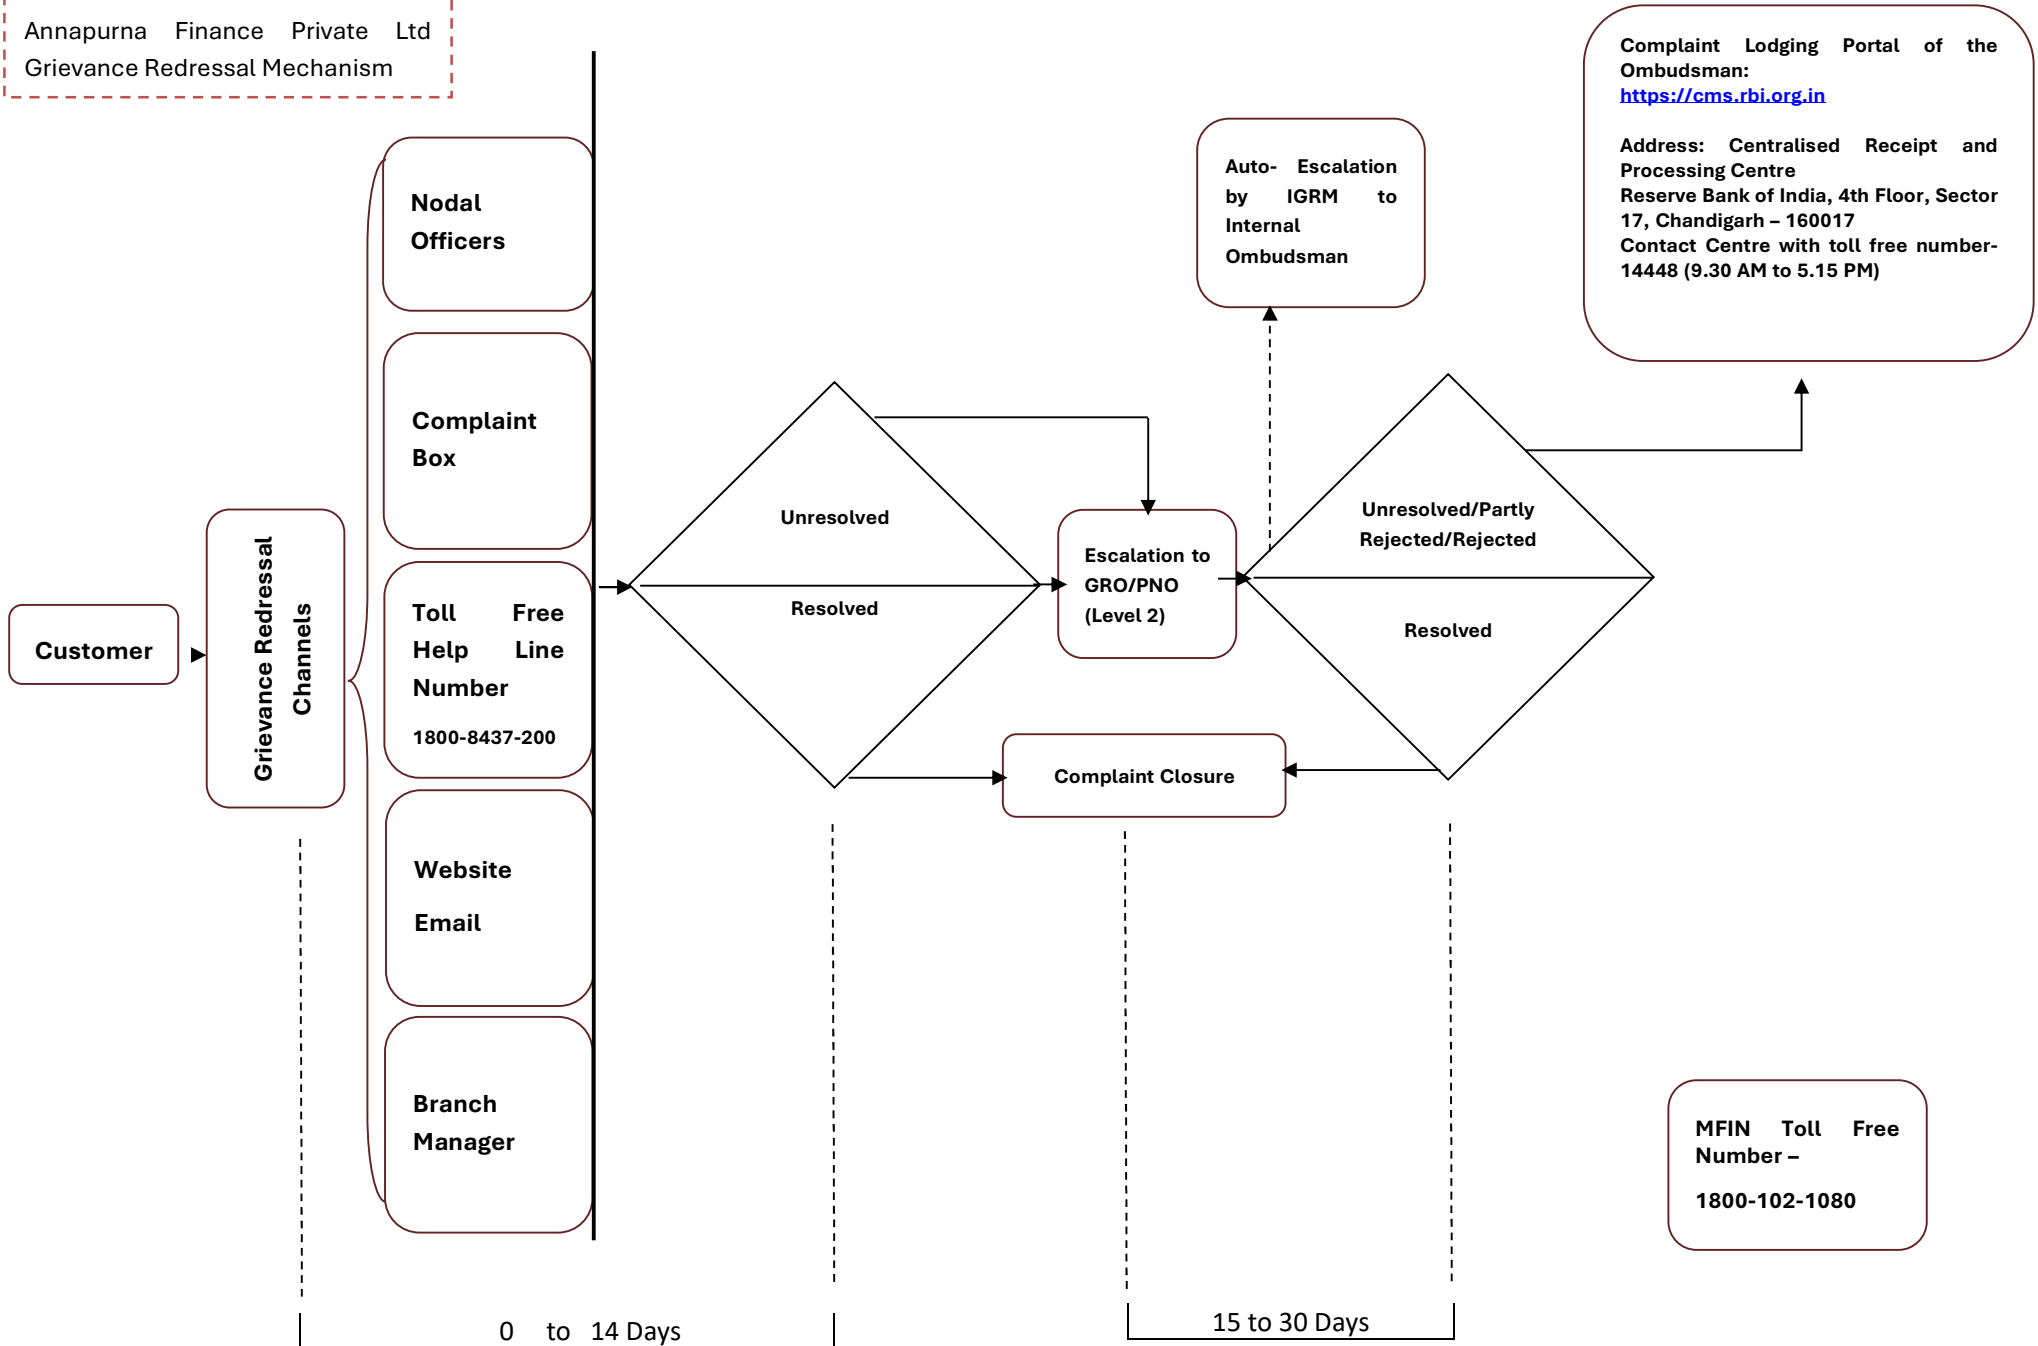 Annapurna Finance Private Ltd
Grievance Redressal Mechanism
Customer
Grievance Redressal
Channels
Nodal
Officers
Complaint
Box
Toll Free
Help Line
Number
1800-8437-200
Website
Email
Branch
Manager
Unresolved
Resolved
Escalation to
GRO/PNO
(Level 2)
Complaint Closure
Auto- Escalation
by IGRM to
Internal
Ombudsman
Unresolved/Partly
Rejected/Rejected
Resolved
Complaint Lodging Portal of the
Ombudsman:
https://cms.rbi.org.in
Address: Centralised Receipt and
Processing Centre
Reserve Bank of India, 4th Floor, Sector
17, Chandigarh – 160017
Contact Centre with toll free number-
14448 (9.30 AM to 5.15 PM)
MFIN Toll Free
Number –
1800-102-1080
0 to 14 Days
15 to 30 Days